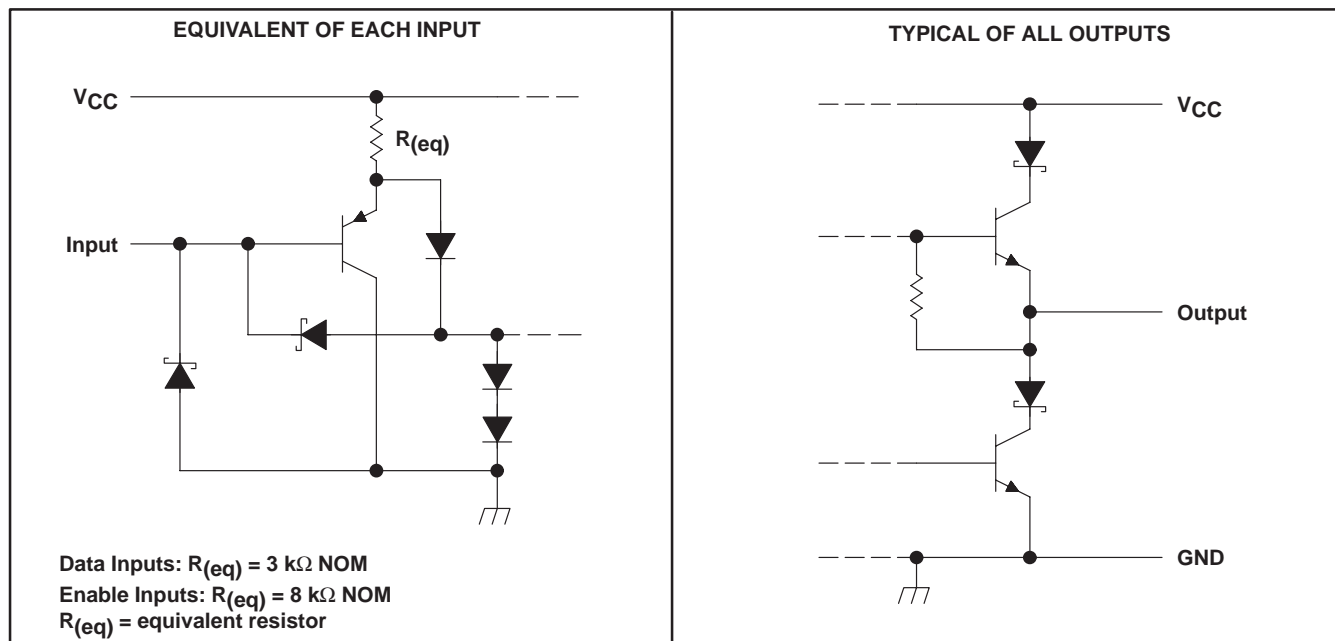 EQUIVALENT OF EACH INPUT
VCC
R(eq)
Input
Data Inputs: R(eq) = 3 kΩ NOM
Enable Inputs: R(eq) = 8 kΩ NOM
R(eq) = equivalent resistor
TYPICAL OF ALL OUTPUTS
VCC
Output
GND